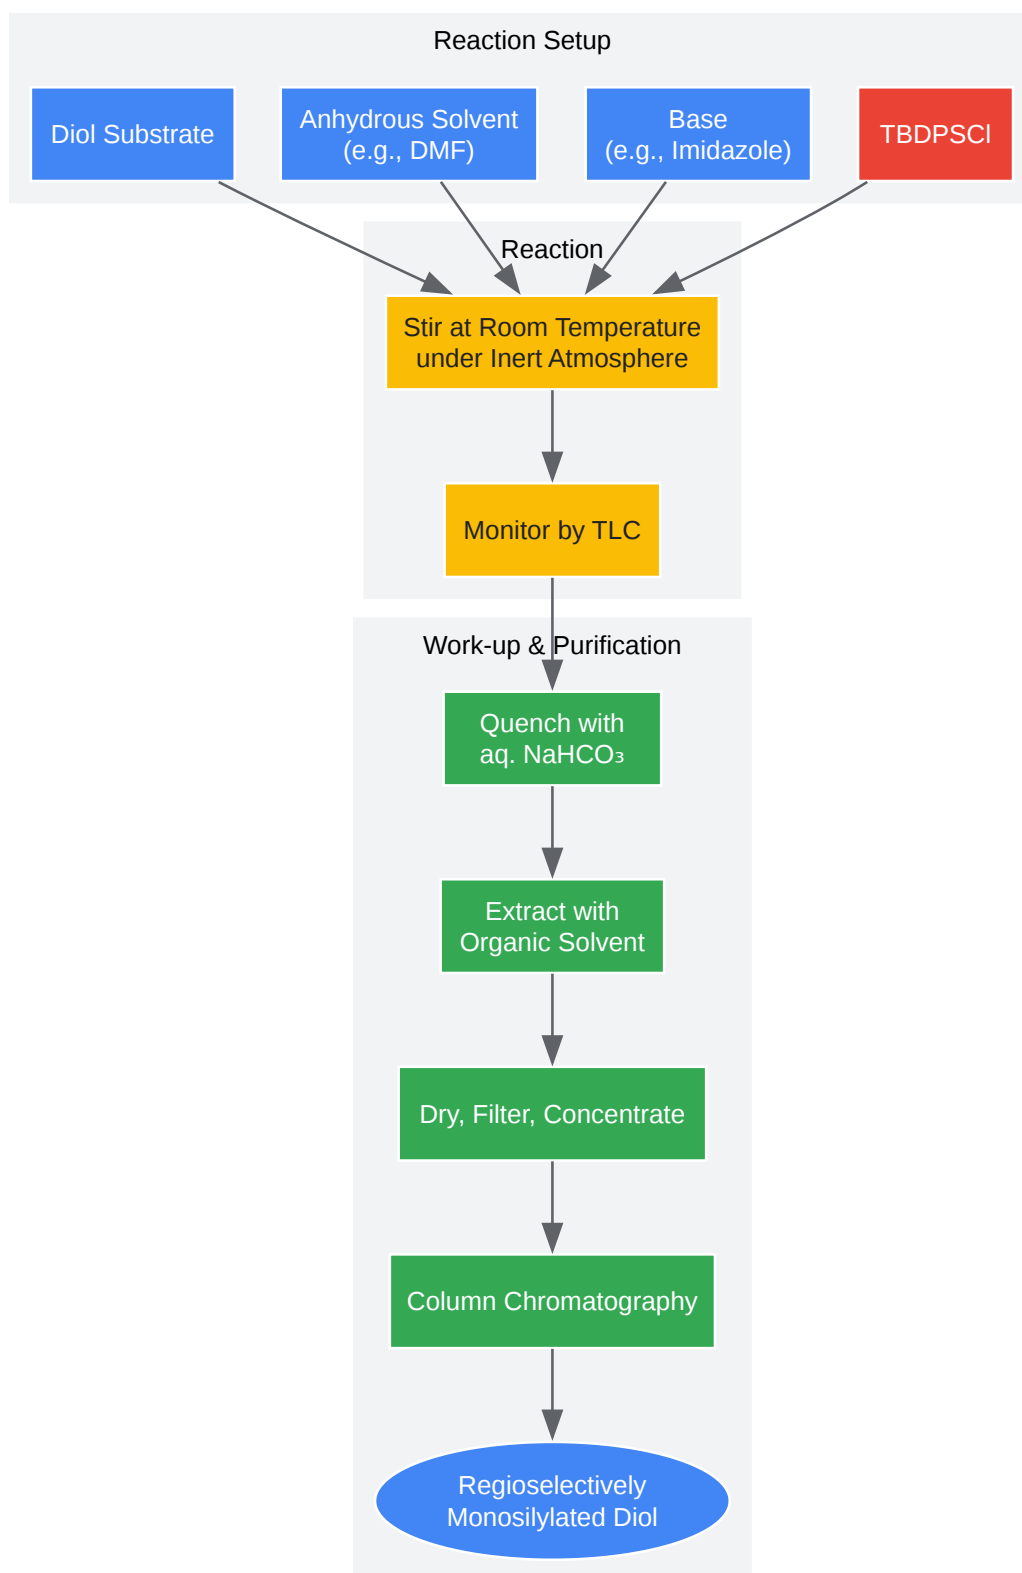 Reaction Setup
Diol Substrate
Anhydrous Solvent
(e.g., DMF)
Base
(e.g., Imidazole)
TBDPSCl
Reaction
Stir at Room Temperature
under Inert Atmosphere
Monitor by TLC
Work-up & Purification
Quench with
aq. NaHCO₃
Extract with
Organic Solvent
Dry, Filter, Concentrate
Column Chromatography
Regioselectively
Monosilylated Diol